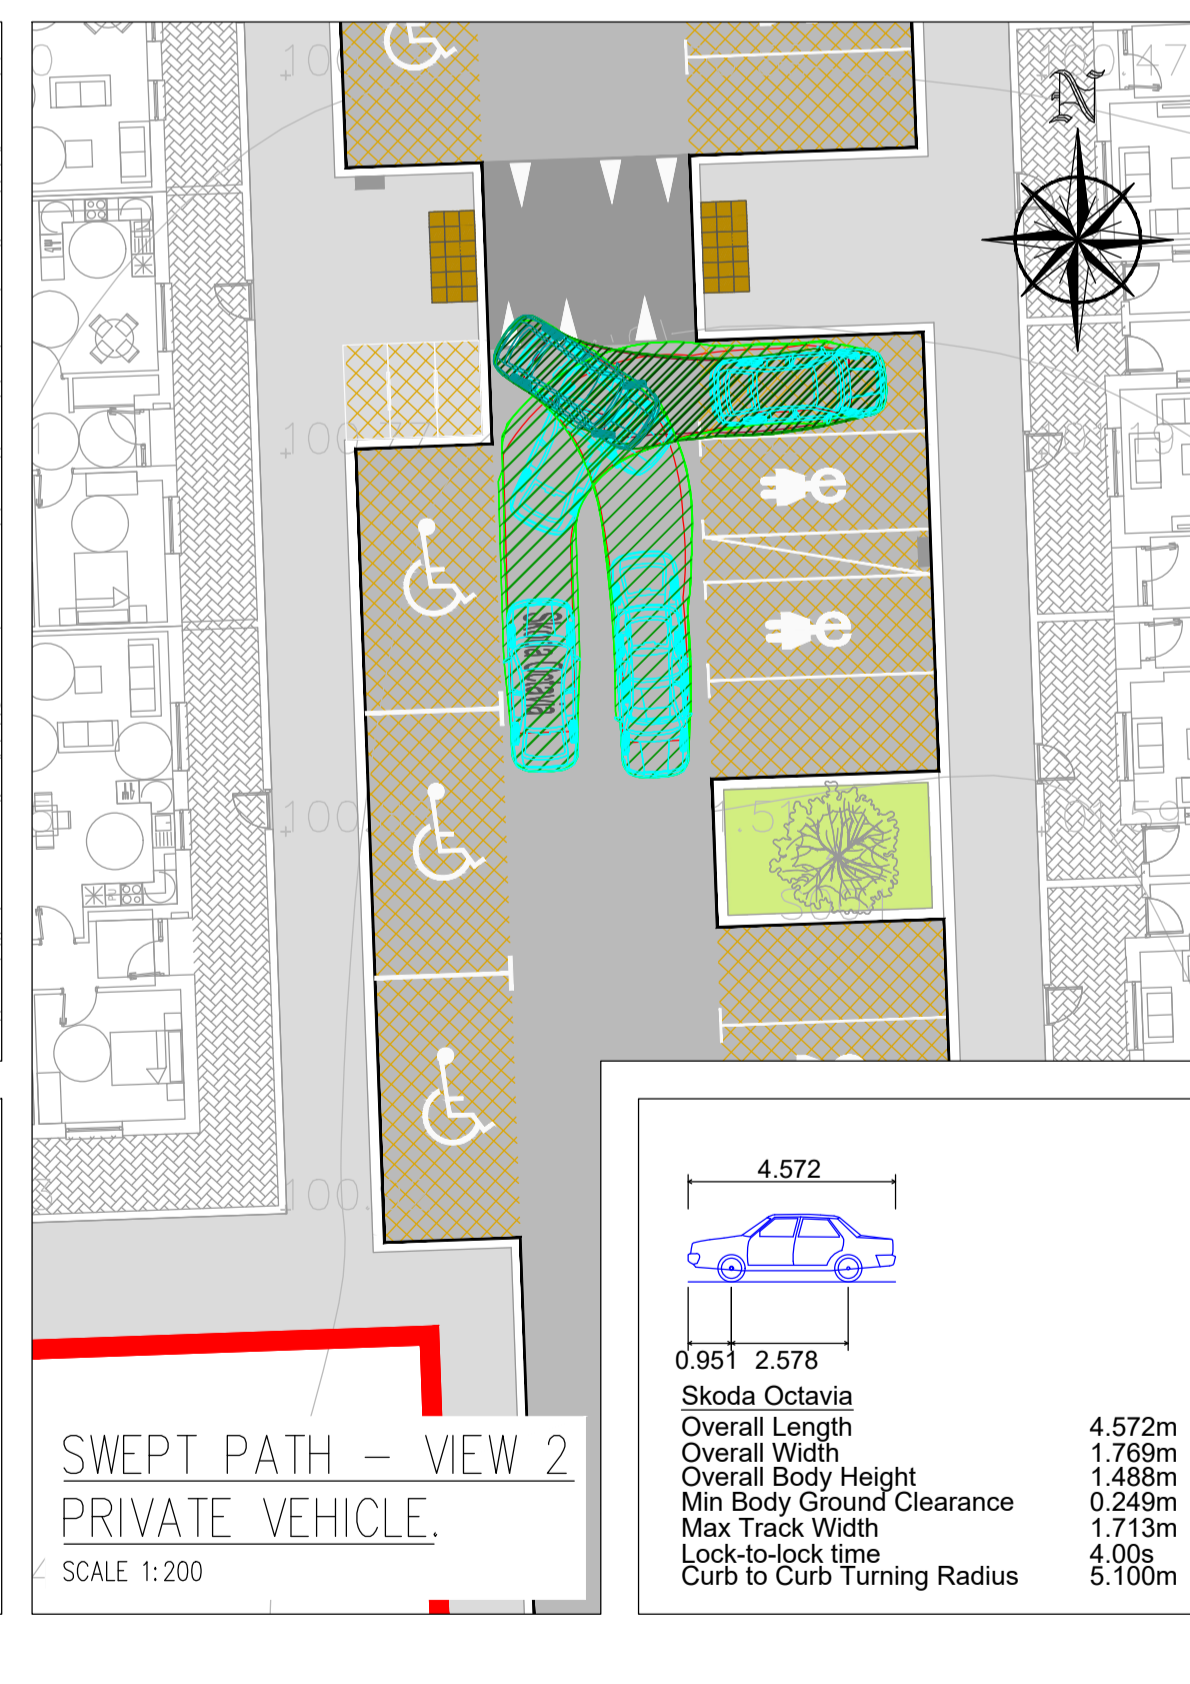 N
Skoda Octavia
SWEPT PATH – VIEW 2
PRIVATE VEHICLE.
SCALE 1:200
4.572
0.951 2.578
Skoda Octavia
Overall Length 4.572m
Overall Width 1.769m
Overall Body Height 1.488m
Min Body Ground Clearance 0.249m
Max Track Width 1.713m
Lock-to-lock time 4.00s
Curb to Curb Turning Radius 5.100m